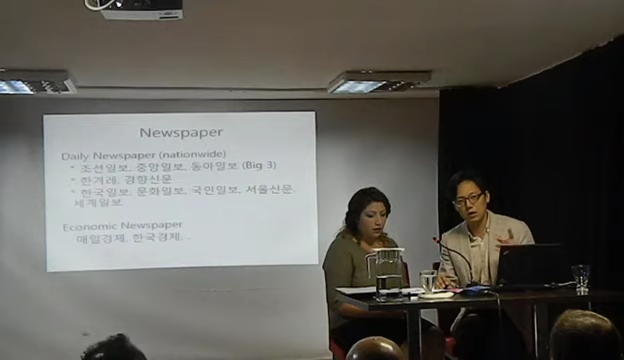 Newspaper
Daily Newspaper (nationwide)
* 조선일보, 중앙일보, 동아일보 (Big 3)
* 한겨레, 경향신문
* 한국일보, 문화일보, 국민일보, 서울신문,
세계일보
Economic Newspaper
매일경제, 한국경제, .